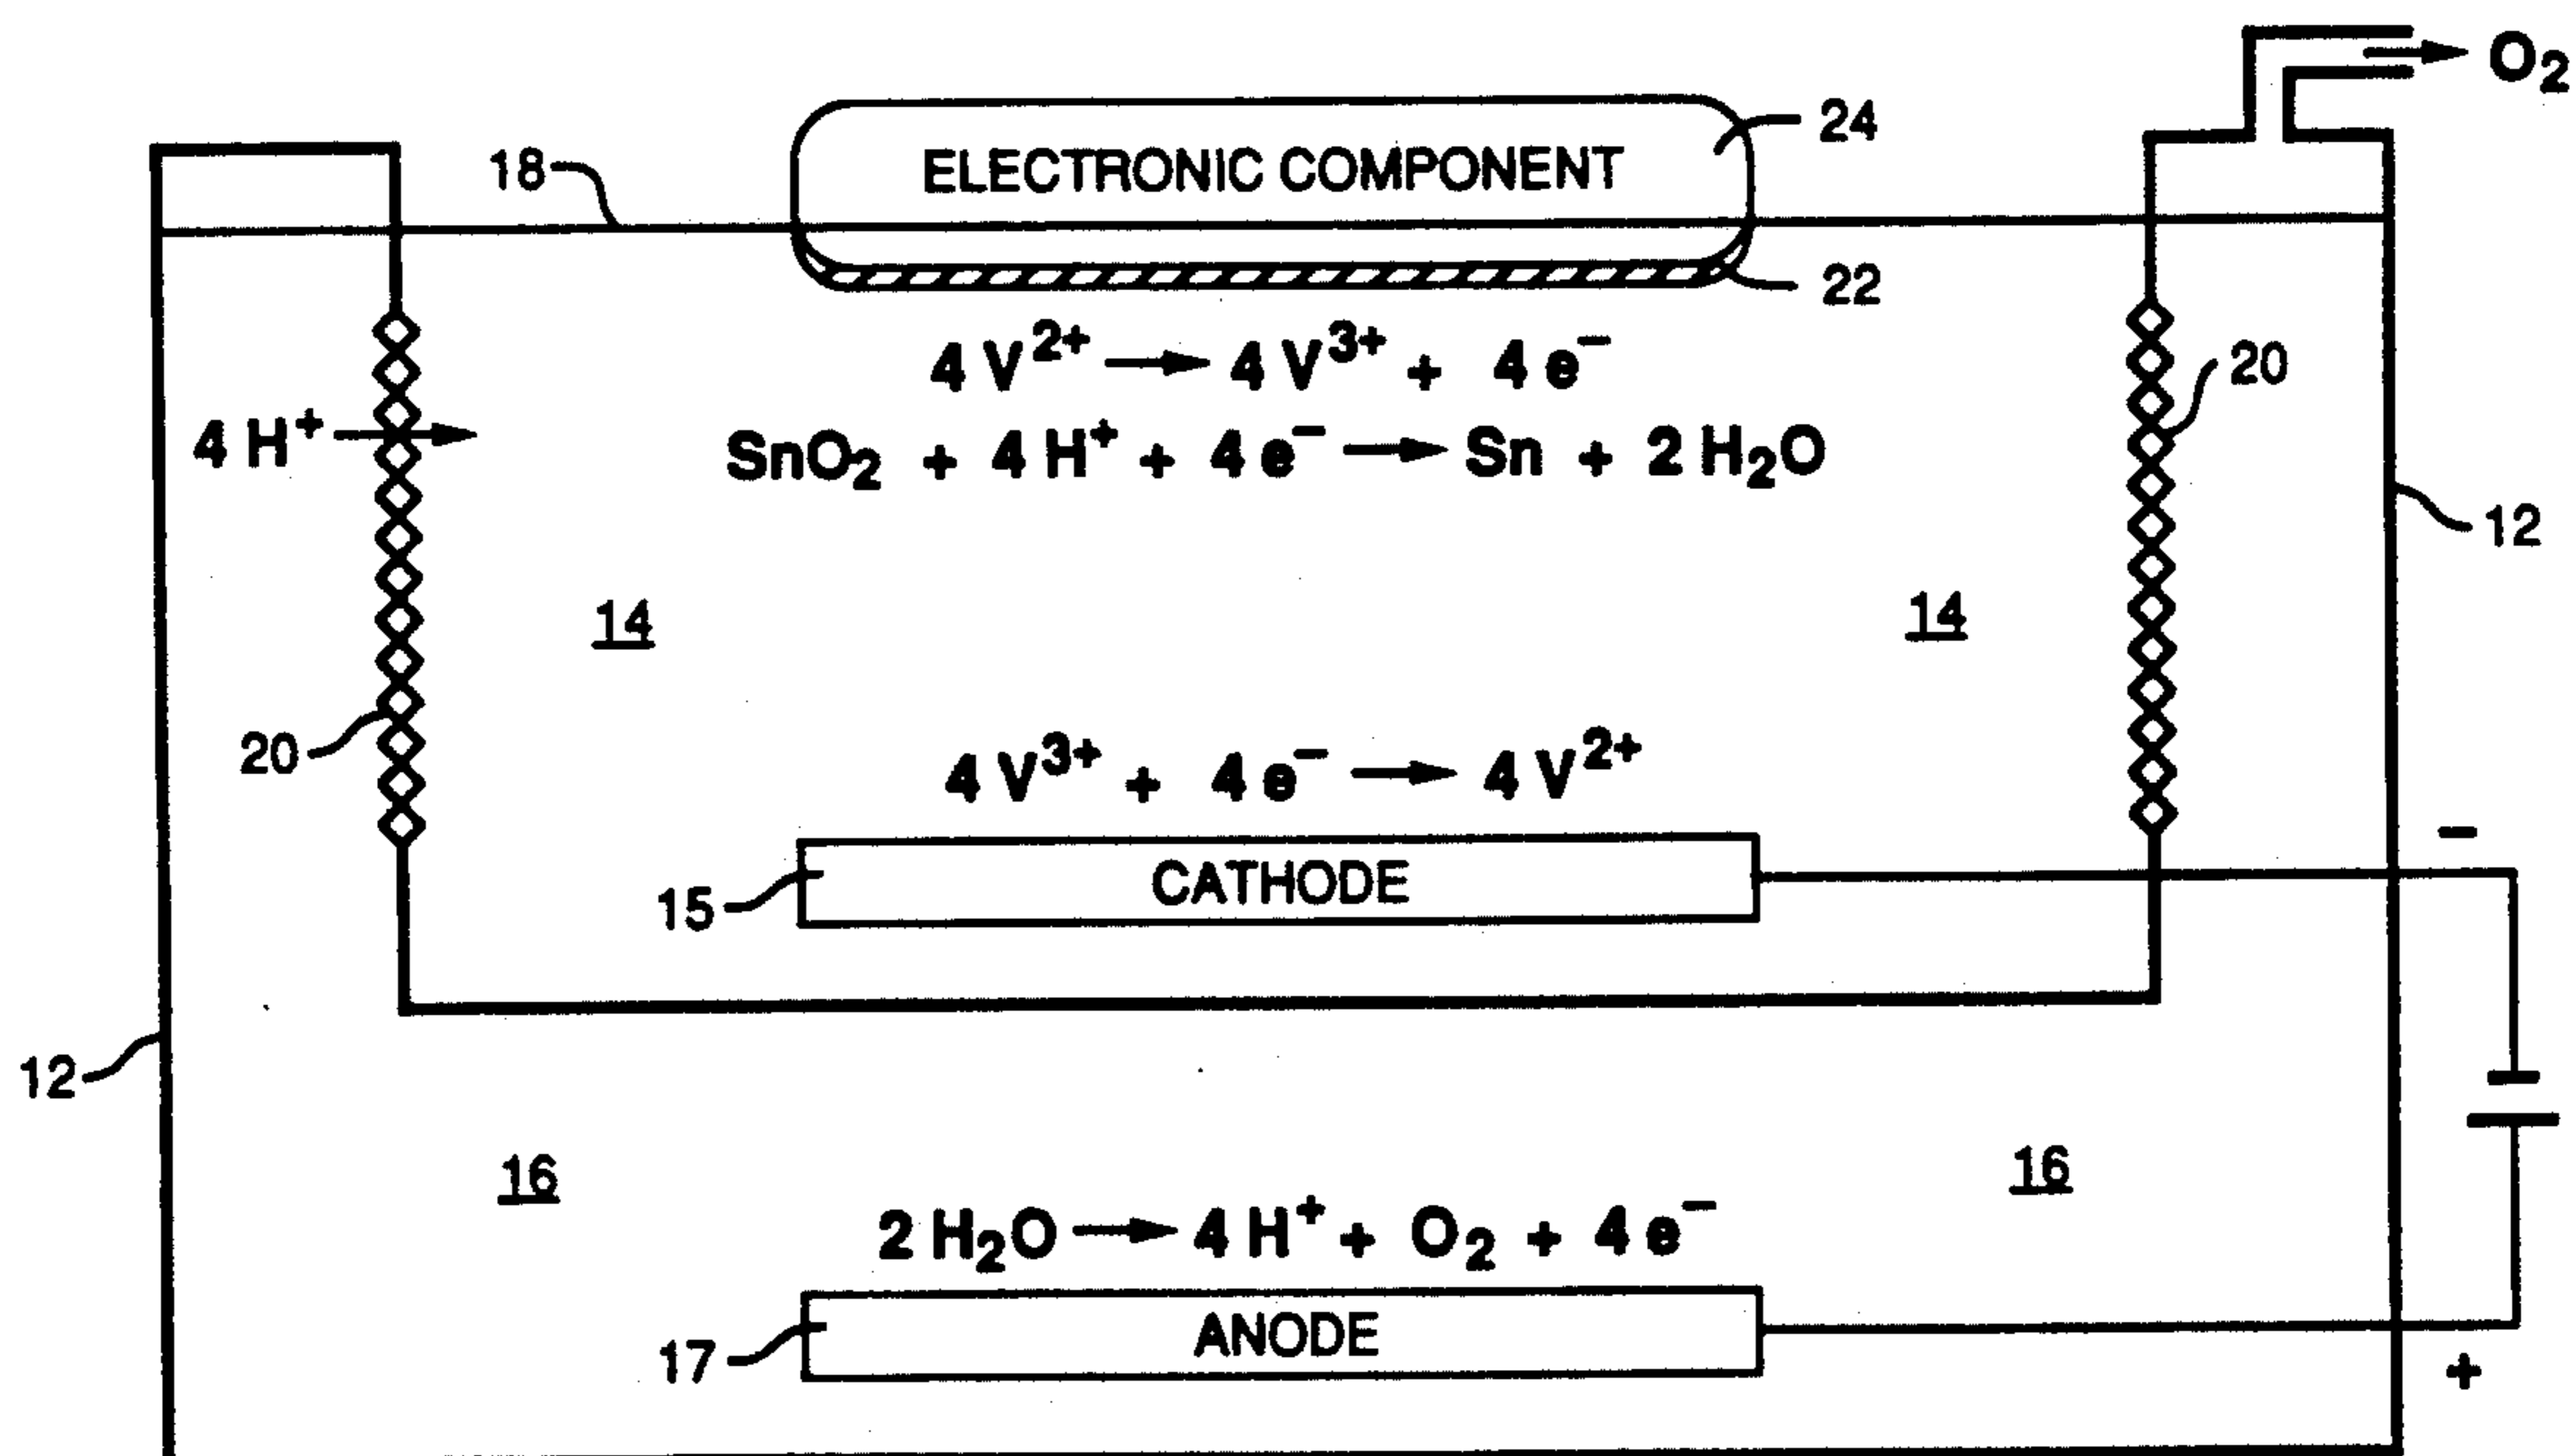 O₂
24
ELECTRONIC COMPONENT
18
22
4 V²⁺ → 4 V³⁺ + 4 e⁻
20
4 H⁺ →
SnO₂ + 4 H⁺ + 4 e⁻ → Sn + 2 H₂O
12
14 14
20
4 V³⁺ + 4 e⁻ → 4 V²⁺
−
15
CATHODE
12
16 16
2 H₂O → 4 H⁺ + O₂ + 4 e⁻
17
ANODE
+